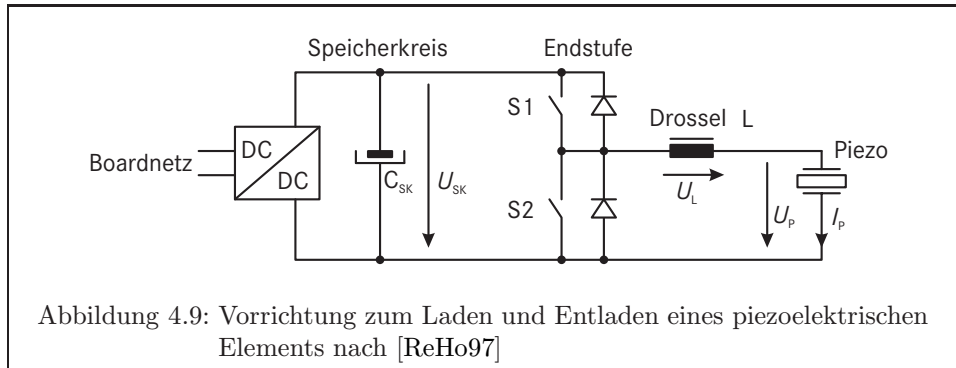 Speicherkreis Endstufe
S1
Drossel L
Boardnetz
DC
DC
Piezo
C_SK
U_SK
S2
U_L
U_P
I_P
Abbildung 4.9: Vorrichtung zum Laden und Entladen eines piezoelektrischen
Elements nach [ReHo97]